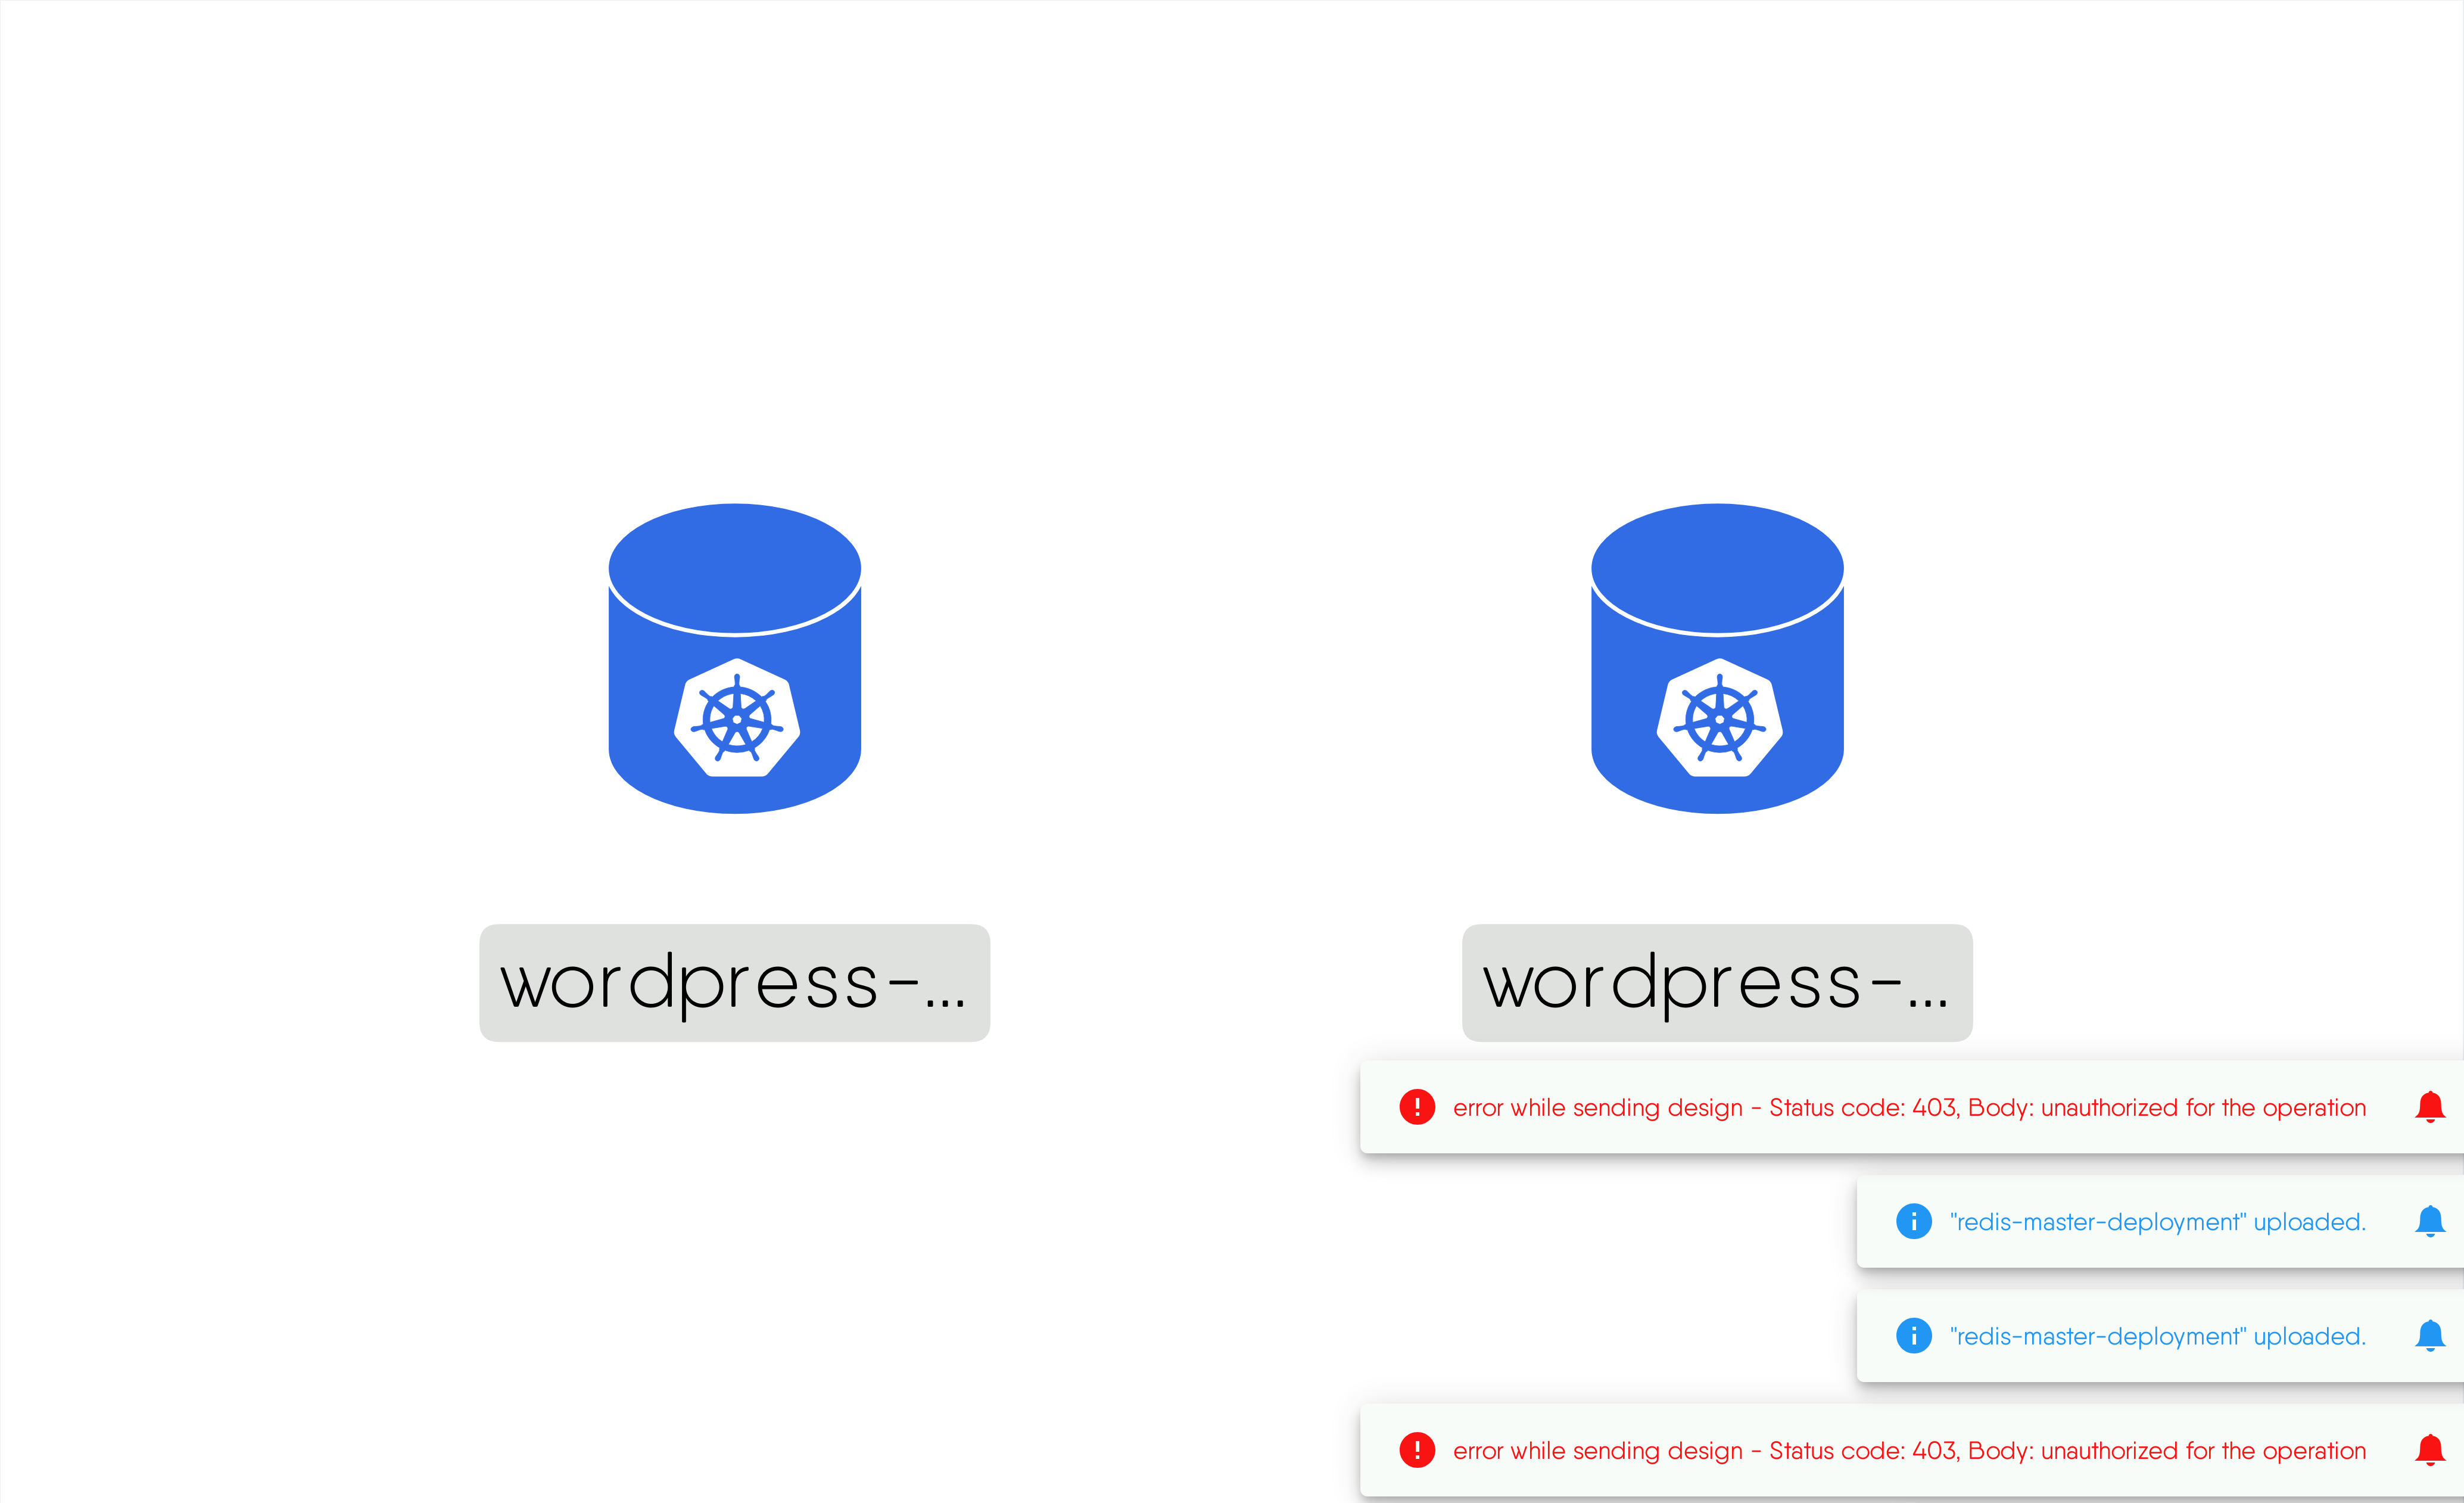 wordpress-...
wordpress-...
error while sending design - Status code: 403, Body: unauthorized for the operation
"redis-master-deployment" uploaded.
"redis-master-deployment" uploaded.
error while sending design - Status code: 403, Body: unauthorized for the operation